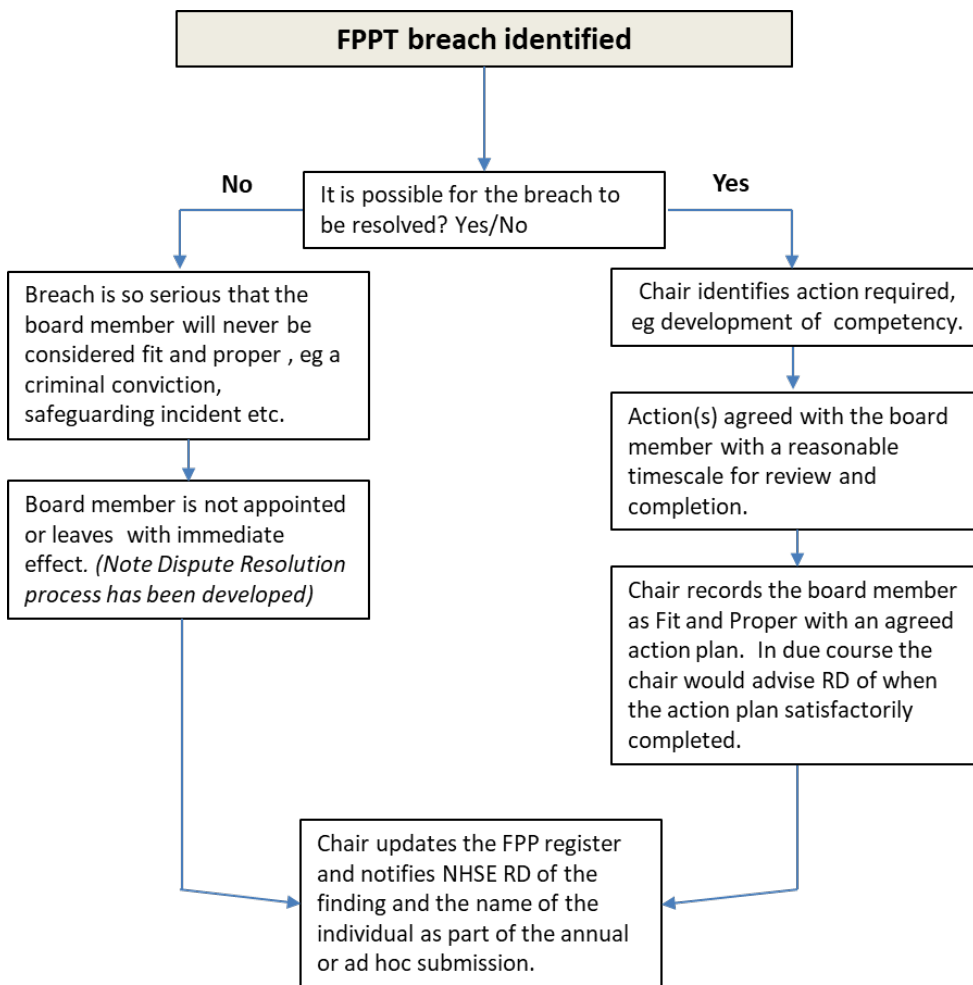 FPPT breach identified
No
It is possible for the breach to
be resolved? Yes/No
Yes
Breach is so serious that the
board member will never be
considered fit and proper , eg a
criminal conviction,
safeguarding incident etc.
Board member is not appointed
or leaves with immediate
effect. (Note Dispute Resolution
process has been developed)
Chair identifies action required,
eg development of competency.
Action(s) agreed with the board
member with a reasonable
timescale for review and
completion.
Chair records the board member
as Fit and Proper with an agreed
action plan. In due course the
chair would advise RD of when
the action plan satisfactorily
completed.
Chair updates the FPP register
and notifies NHSE RD of the
finding and the name of the
individual as part of the annual
or ad hoc submission.